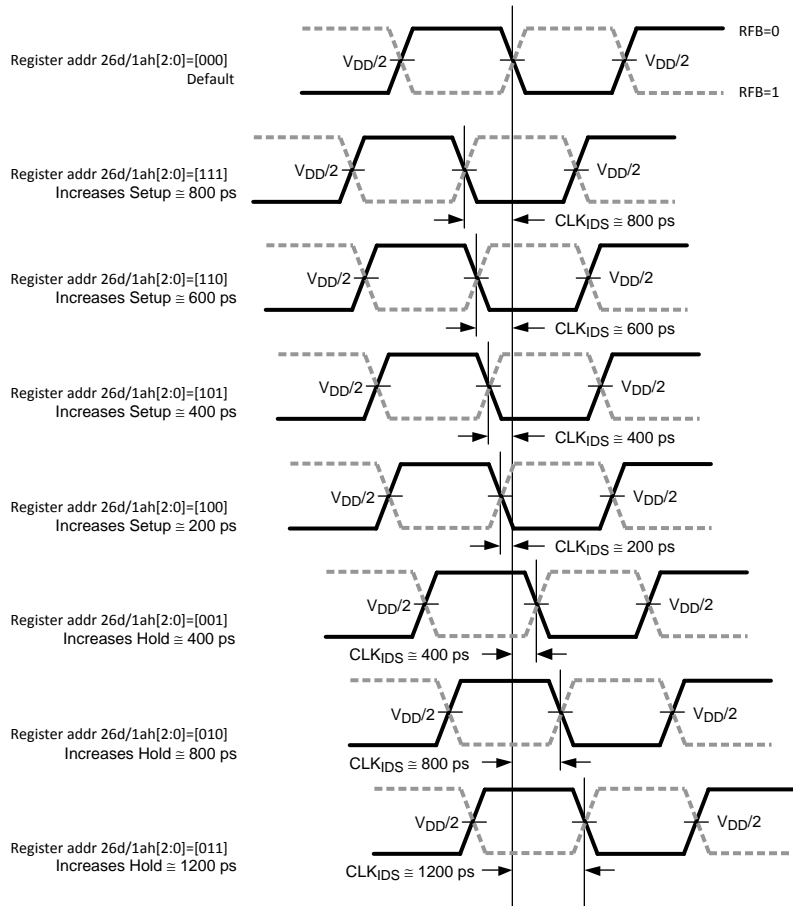 RFB=0
Register addr 26d/1ah[2:0]=[000]
Default
VDD/2
VDD/2
RFB=1
Register addr 26d/1ah[2:0]=[111]
Increases Setup ≅ 800 ps
VDD/2
VDD/2
CLKIDS ≅ 800 ps
Register addr 26d/1ah[2:0]=[110]
Increases Setup ≅ 600 ps
VDD/2
VDD/2
CLKIDS ≅ 600 ps
Register addr 26d/1ah[2:0]=[101]
Increases Setup ≅ 400 ps
VDD/2
VDD/2
CLKIDS ≅ 400 ps
Register addr 26d/1ah[2:0]=[100]
Increases Setup ≅ 200 ps
VDD/2
VDD/2
CLKIDS ≅ 200 ps
Register addr 26d/1ah[2:0]=[001]
Increases Hold ≅ 400 ps
VDD/2
VDD/2
CLKIDS ≅ 400 ps
Register addr 26d/1ah[2:0]=[010]
Increases Hold ≅ 800 ps
VDD/2
VDD/2
CLKIDS ≅ 800 ps
Register addr 26d/1ah[2:0]=[011]
Increases Hold ≅ 1200 ps
VDD/2
VDD/2
CLKIDS ≅ 1200 ps